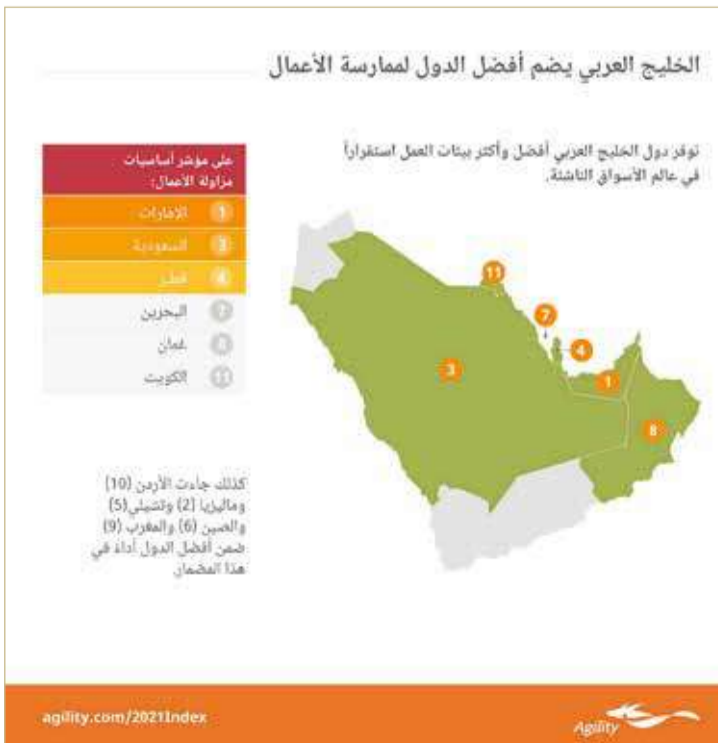 الخليج العربي يضم أفضل الدول لممارسة الأعمال
توفر دول الخليج العربي أفضل وأكثر بيئات العمل استقراراً
في عالم الأسواق الناشئة.
على مؤشر أساسيات
مزاولة الأعمال:
1 الإمارات
3 السعودية
4 قطر
7 البحرين
8 عُمان
11 الكويت
11
7
4
3
1
8
كذلك جاءت الأردن (10)
وماليزيا (2) وتشيلي(5)
والصين (6) والمغرب (9)
ضمن أفضل الدول أداءً في
هذا المضمار.
agility.com/2021Index
Agility